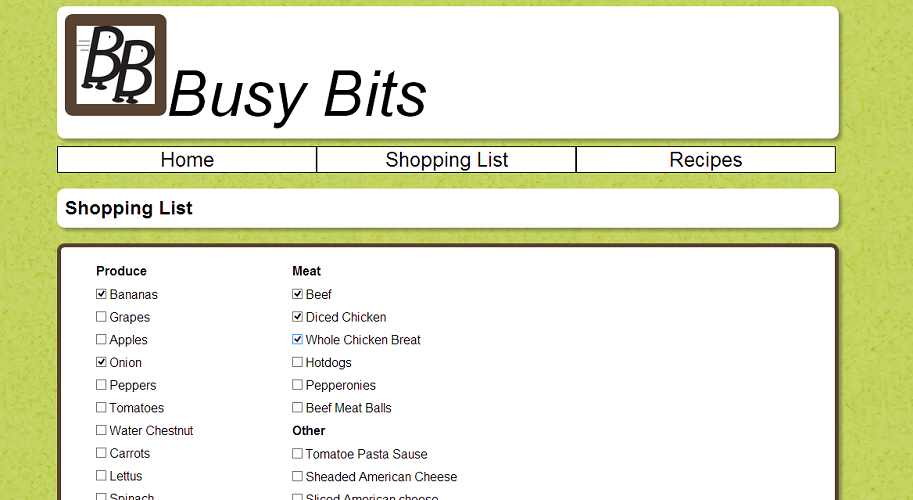 BB
Busy Bits
Home
Shopping List
Recipes
Shopping List
Produce
Bananas
Grapes
Apples
Onion
Peppers
Tomatoes
Water Chestnut
Carrots
Lettus
Spinach
Meat
Beef
Diced Chicken
Whole Chicken Breat
Hotdogs
Pepperonies
Beef Meat Balls
Other
Tomatoe Pasta Sause
Sheaded American Cheese
Sliced American cheese